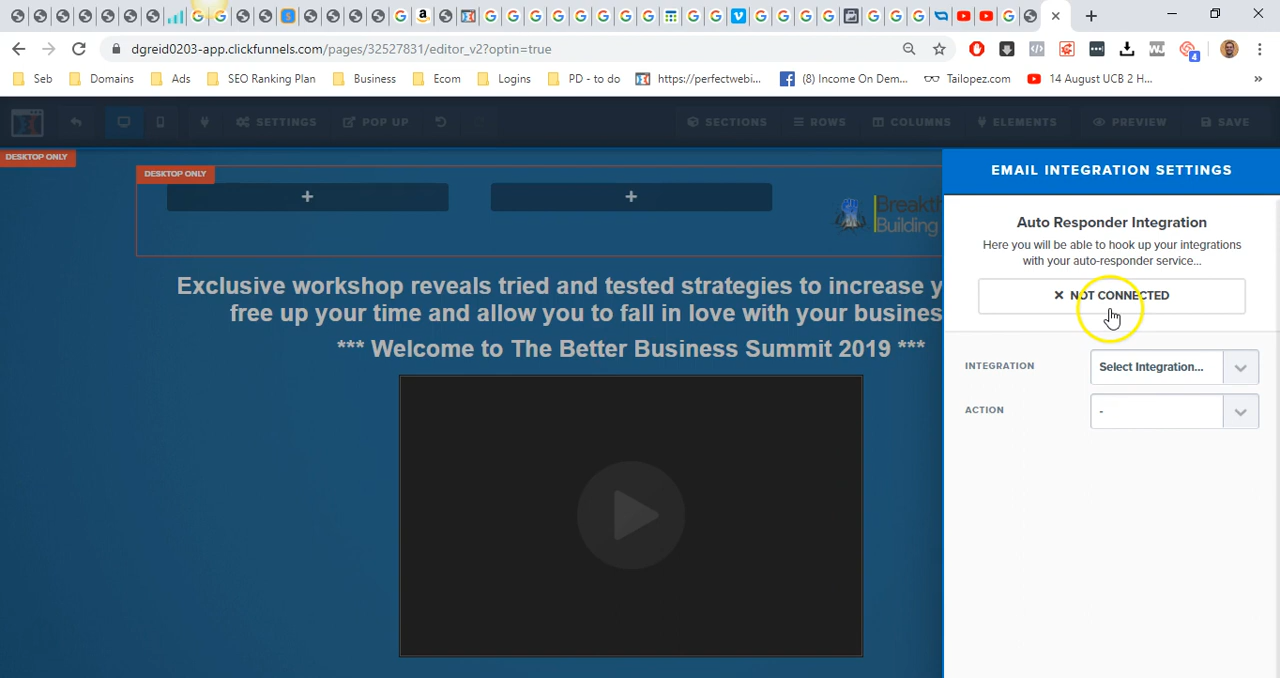 dgreid0203-app.clickfunnels.com/pages/32527831/editor_v2?optin=true
Seb Domains Ads SEO Ranking Plan Business Ecom Logins PD - to do https://perfectwebi... (8) Income On Dem... Tailopez.com 14 August UCB 2 H... »
SETTINGS POP UP SECTIONS ROWS COLUMNS ELEMENTS PREVIEW SAVE
DESKTOP ONLY
DESKTOP ONLY
Building
Exclusive workshop reveals tried and tested strategies to increase y
free up your time and allow you to fall in love with your busines
*** Welcome to The Better Business Summit 2019 ***
EMAIL INTEGRATION SETTINGS
Auto Responder Integration
Here you will be able to hook up your integrations
with your auto-responder service...
✕ NOT CONNECTED
INTEGRATION Select Integration...
ACTION -